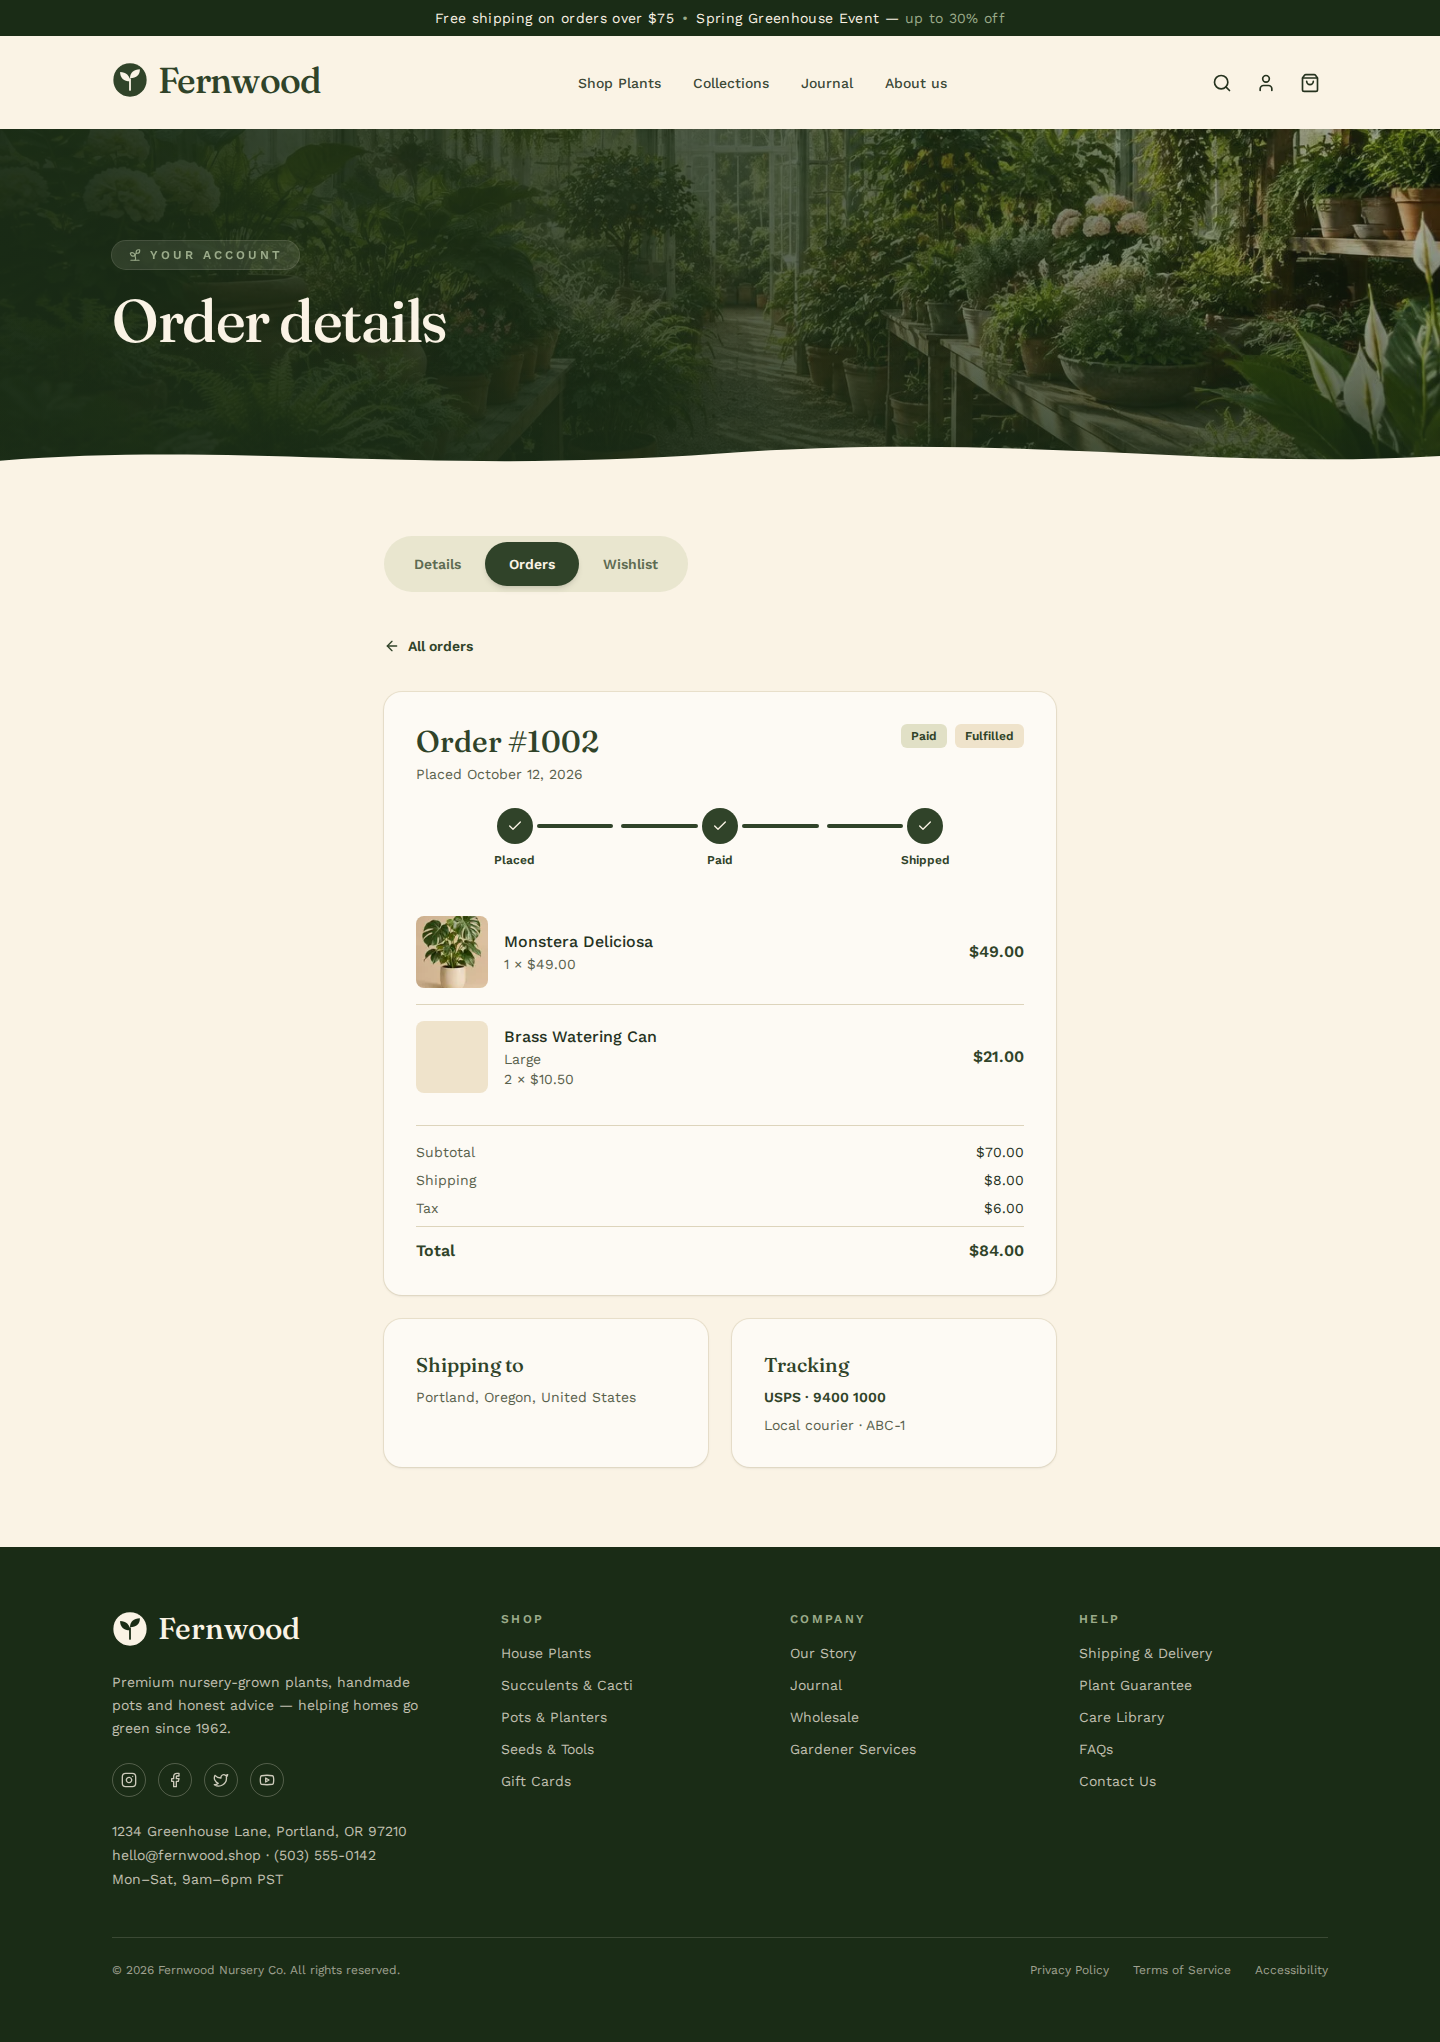 Free shipping on orders over $75 • Spring Greenhouse Event — up to 30% off
Fernwood
Shop Plants
Collections
Journal
About us
YOUR ACCOUNT
Order details
Details
Orders
Wishlist
All orders
Order #1002
Paid
Fulfilled
Placed October 12, 2026
Placed
Paid
Shipped
Monstera Deliciosa
1 × $49.00
$49.00
Brass Watering Can
Large
2 × $10.50
$21.00
Subtotal
$70.00
Shipping
$8.00
Tax
$6.00
Total
$84.00
Shipping to
Portland, Oregon, United States
Tracking
USPS · 9400 1000
Local courier · ABC-1
Fernwood
Premium nursery-grown plants, handmade
pots and honest advice — helping homes go
green since 1962.
1234 Greenhouse Lane, Portland, OR 97210
hello@fernwood.shop · (503) 555-0142
Mon–Sat, 9am–6pm PST
SHOP
House Plants
Succulents & Cacti
Pots & Planters
Seeds & Tools
Gift Cards
COMPANY
Our Story
Journal
Wholesale
Gardener Services
HELP
Shipping & Delivery
Plant Guarantee
Care Library
FAQs
Contact Us
© 2026 Fernwood Nursery Co. All rights reserved.
Privacy Policy
Terms of Service
Accessibility